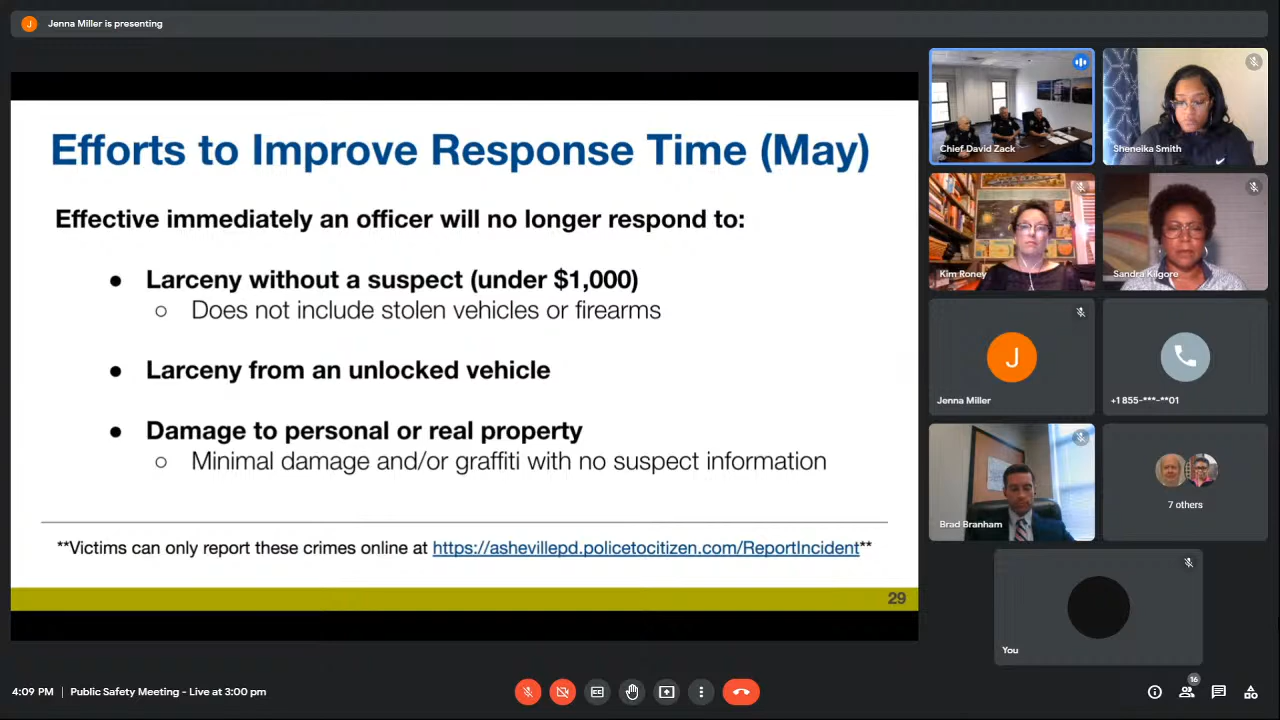 J
Jenna Miller is presenting
Efforts to Improve Response Time (May)
Effective immediately an officer will no longer respond to:
● Larceny without a suspect (under $1,000)
○ Does not include stolen vehicles or firearms
● Larceny from an unlocked vehicle
● Damage to personal or real property
○ Minimal damage and/or graffiti with no suspect information
**Victims can only report these crimes online at https://ashevillepd.policetocitizen.com/ReportIncident**
29
Chief David Zack
Sheneika Smith
Kim Roney
Sandra Kilgore
J
Jenna Miller
+1 855-***-**01
Brad Branham
7 others
You
4:09 PM | Public Safety Meeting - Live at 3:00 pm
CC
16